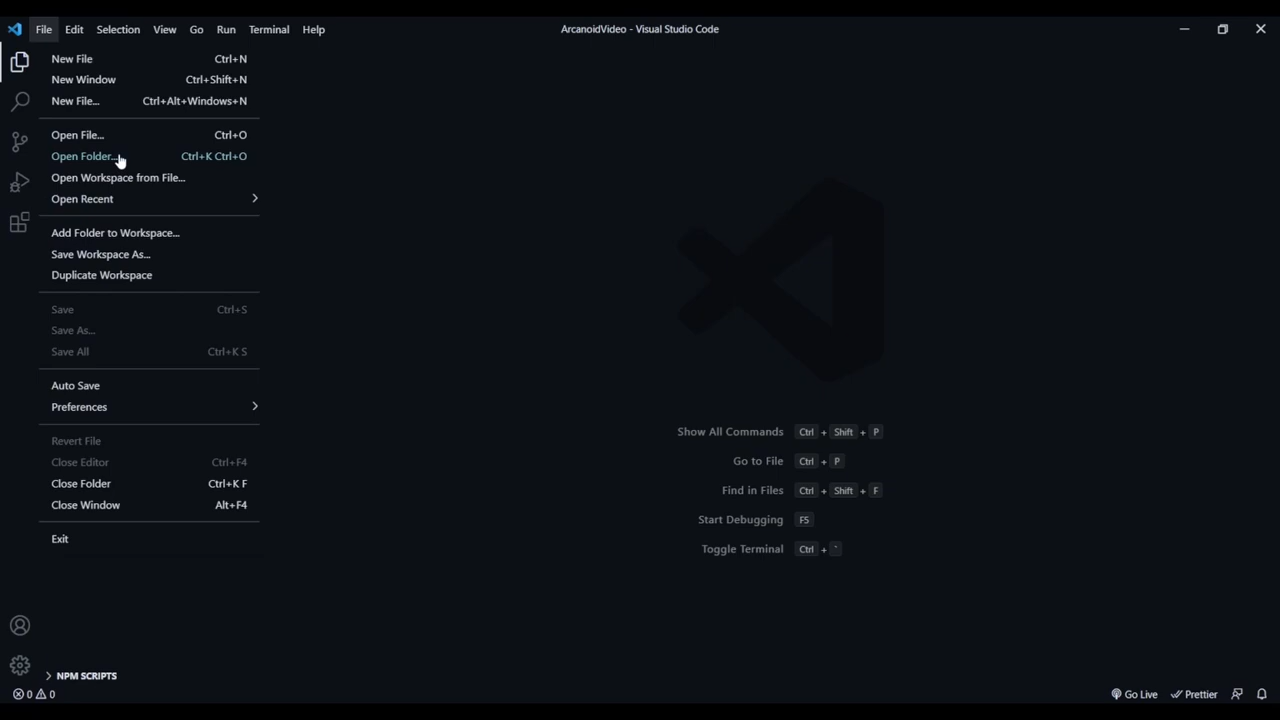 File Edit Selection View Go Run Terminal Help ArcanoidVideo - Visual Studio Code
New File Ctrl+N
New Window Ctrl+Shift+N
New File... Ctrl+Alt+Windows+N
Open File... Ctrl+O
Open Folder... Ctrl+K Ctrl+O
Open Workspace from File...
Open Recent
Add Folder to Workspace...
Save Workspace As...
Duplicate Workspace
Save Ctrl+S
Save As...
Save All Ctrl+K S
Auto Save
Preferences
Revert File
Close Editor Ctrl+F4
Close Folder Ctrl+K F
Close Window Alt+F4
Exit
Show All Commands Ctrl + Shift + P
Go to File Ctrl + P
Find in Files Ctrl + Shift + F
Start Debugging F5
Toggle Terminal Ctrl + `
NPM SCRIPTS
0 0 Go Live Prettier